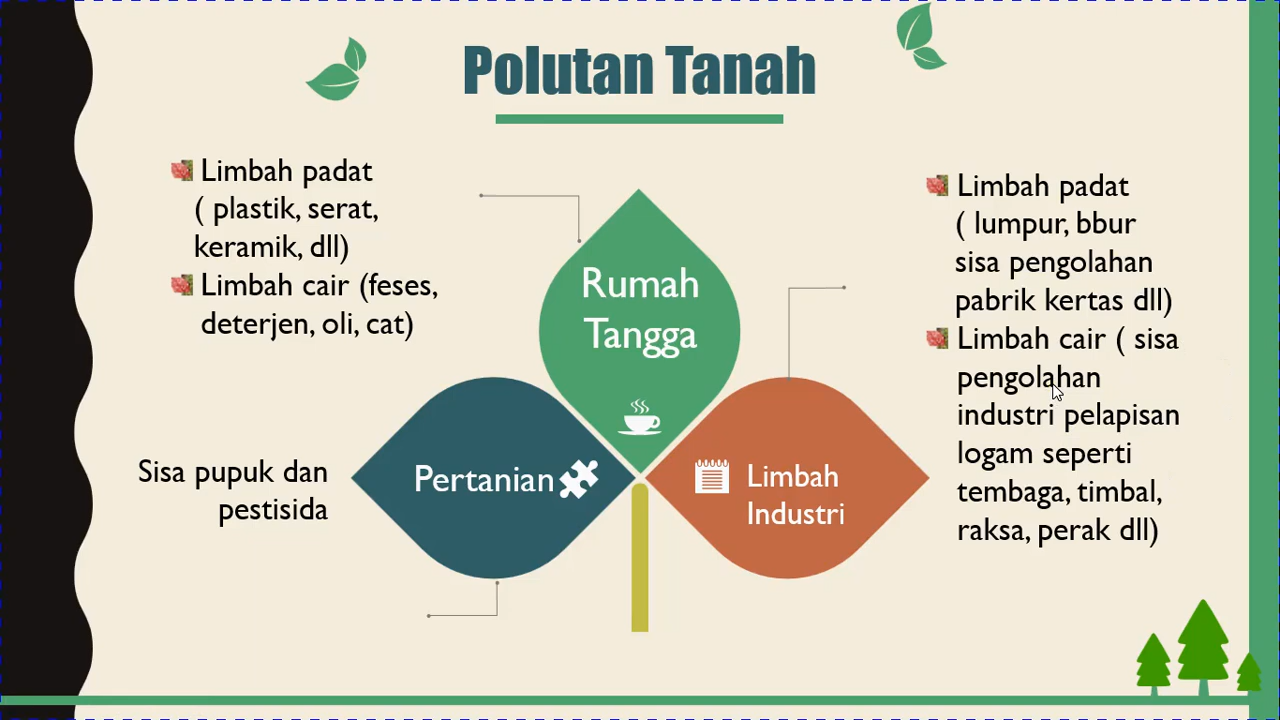 Polutan Tanah
Limbah padat
( plastik, serat,
keramik, dll)
Limbah cair (feses,
deterjen, oli, cat)
Rumah
Tangga
Limbah padat
( lumpur, bbur
sisa pengolahan
pabrik kertas dll)
Limbah cair ( sisa
pengolahan
industri pelapisan
logam seperti
tembaga, timbal,
raksa, perak dll)
Sisa pupuk dan
pestisida
Pertanian
Limbah
Industri